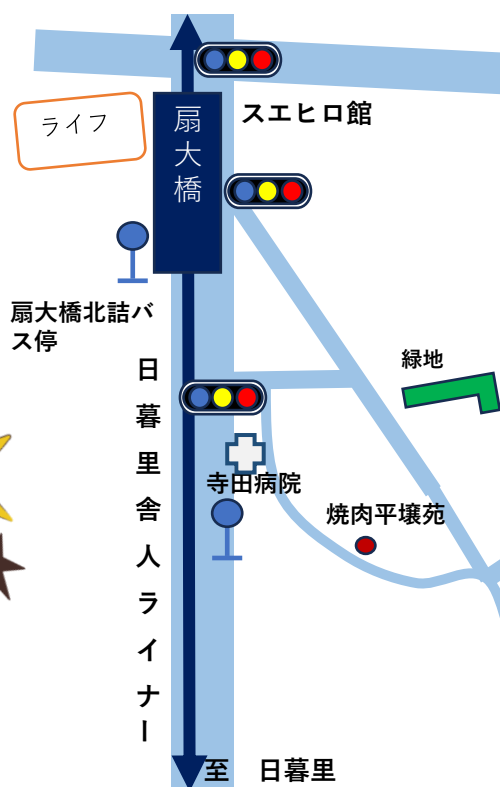 スエヒロ館
ライフ
扇大橋
扇大橋北詰バ
ス停
緑地
日暮里舎人ライナー
寺田病院
焼肉平壌苑
至　日暮里